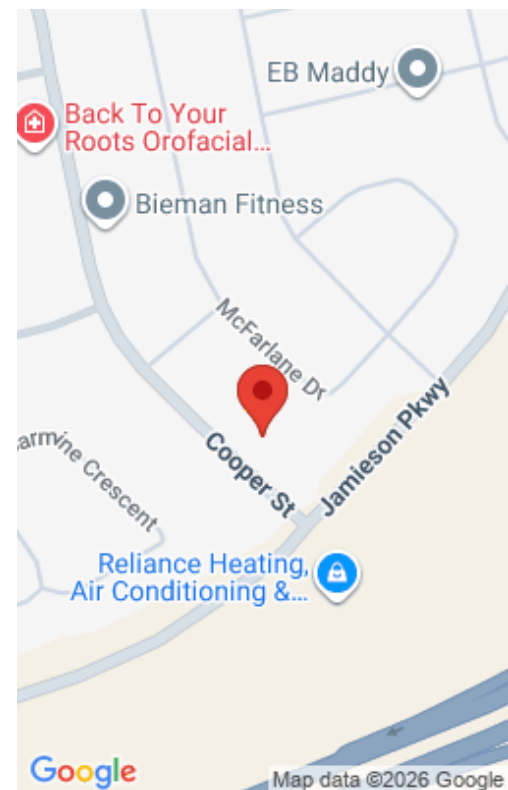 EB Maddy
Back To Your
Roots Orofacial...
Bieman Fitness
McFarlane Dr
Cooper St
Jamieson Pkwy
armine Crescent
Reliance Heating,
Air Conditioning &...
Google
Map data ©2026 Google